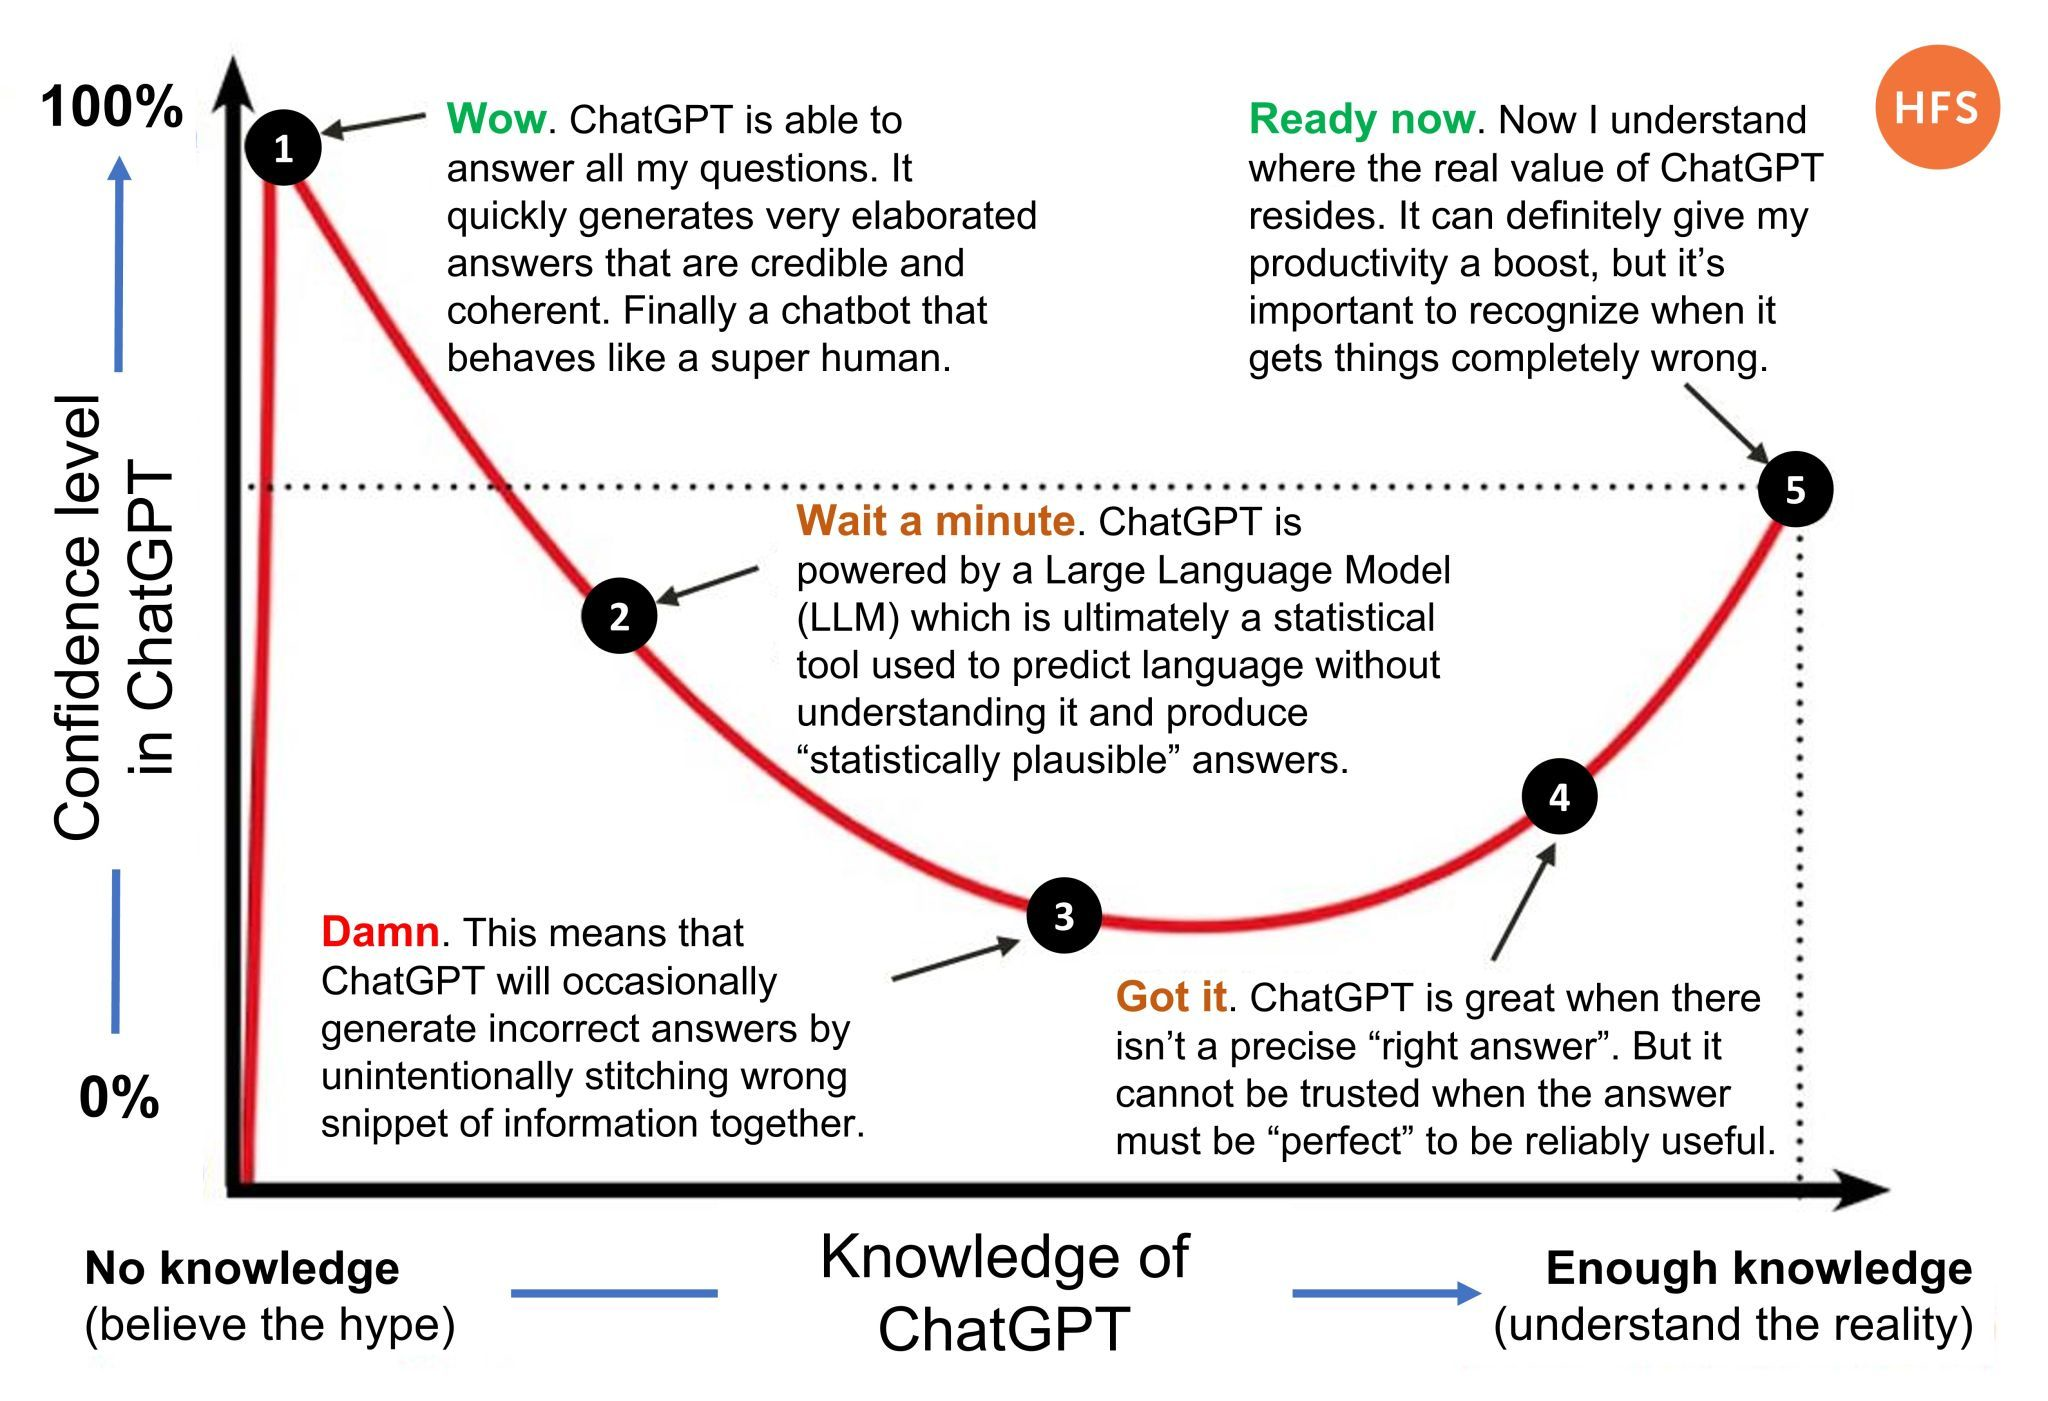 HFS
100%
Confidence level
in ChatGPT
0%
1
Wow. ChatGPT is able to
answer all my questions. It
quickly generates very elaborated
answers that are credible and
coherent. Finally a chatbot that
behaves like a super human.
Ready now. Now I understand
where the real value of ChatGPT
resides. It can definitely give my
productivity a boost, but it’s
important to recognize when it
gets things completely wrong.
5
2
Wait a minute. ChatGPT is
powered by a Large Language Model
(LLM) which is ultimately a statistical
tool used to predict language without
understanding it and produce
“statistically plausible” answers.
4
3
Damn. This means that
ChatGPT will occasionally
generate incorrect answers by
unintentionally stitching wrong
snippet of information together.
Got it. ChatGPT is great when there
isn’t a precise “right answer”. But it
cannot be trusted when the answer
must be “perfect” to be reliably useful.
No knowledge
(believe the hype)
Knowledge of
ChatGPT
Enough knowledge
(understand the reality)